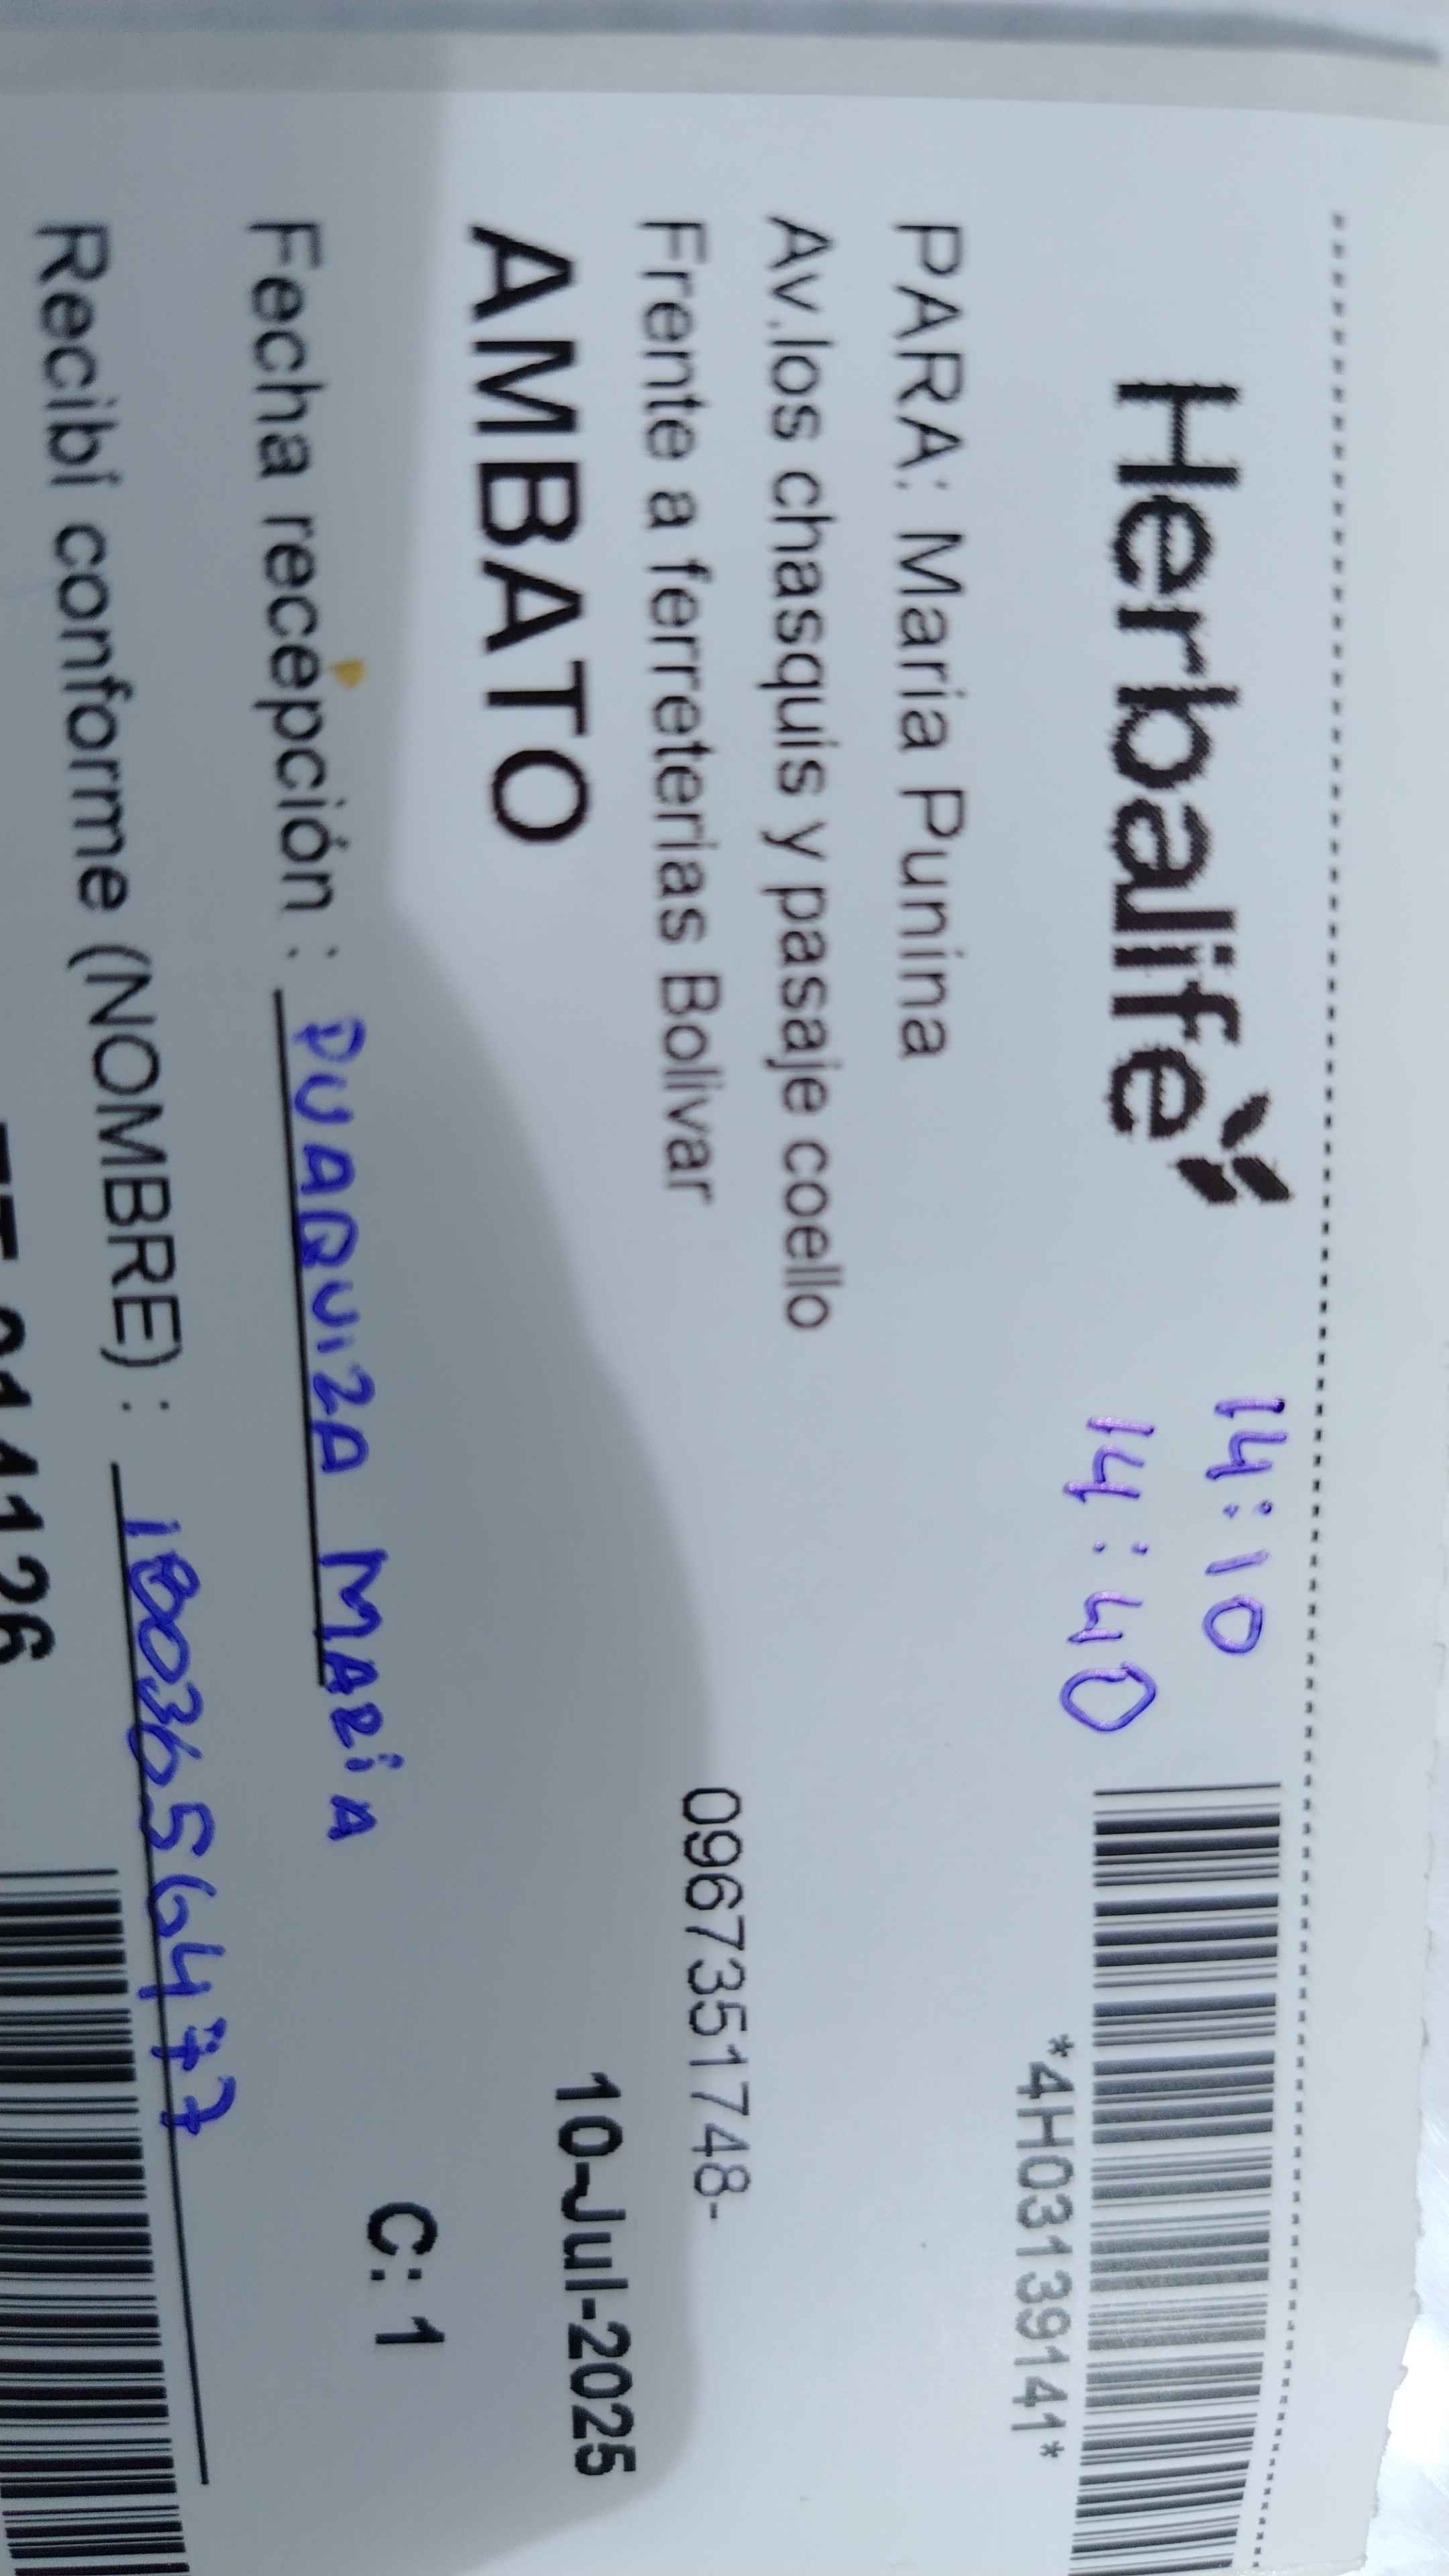 Herbalife
14:10
14:40
*4H03139141*
PARA: Maria Punina
Av.los chasquis y pasaje coello
Frente a ferreterias Bolivar
0967351748-
AMBATO
10-Jul-2025
Fecha recepción : PUAQUIZA MARiA
C: 1
Recibí conforme (NOMBRE) : 1803656477